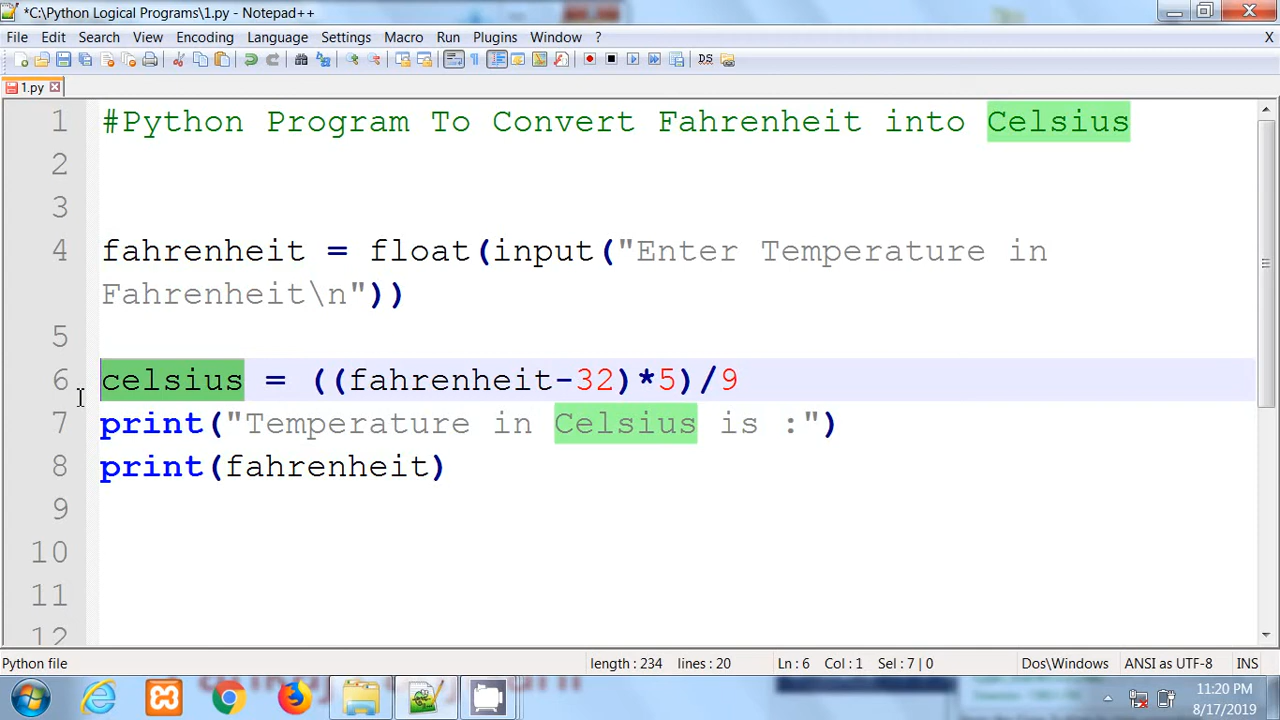 *C:\Python Logical Programs\1.py - Notepad++
File Edit Search View Encoding Language Settings Macro Run Plugins Window ? X
1.py
1 #Python Program To Convert Fahrenheit into Celsius
2
3
4 fahrenheit = float(input("Enter Temperature in
Fahrenheit\n"))
5
6 celsius = ((fahrenheit-32)*5)/9
7 print("Temperature in Celsius is :")
8 print(fahrenheit)
9
10
11
12
Python file length : 234 lines : 20 Ln : 6 Col : 1 Sel : 7 | 0 Dos\Windows ANSI as UTF-8 INS
11:20 PM
8/17/2019